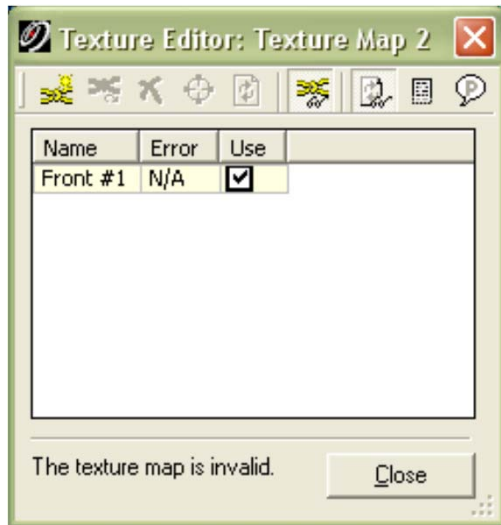 Texture Editor: Texture Map 2
Name Error Use
Front #1 N/A
The texture map is invalid.
Close